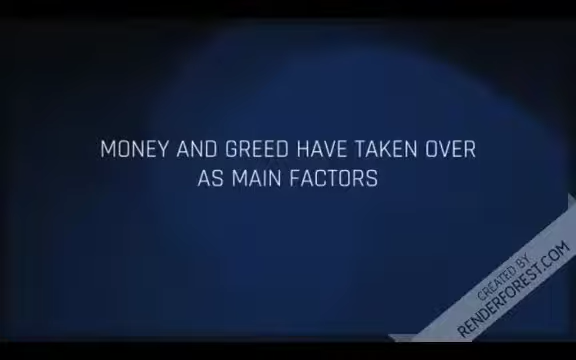 MONEY AND GREED HAVE TAKEN OVER
AS MAIN FACTORS
CREATED BY
RENDERFOREST.COM